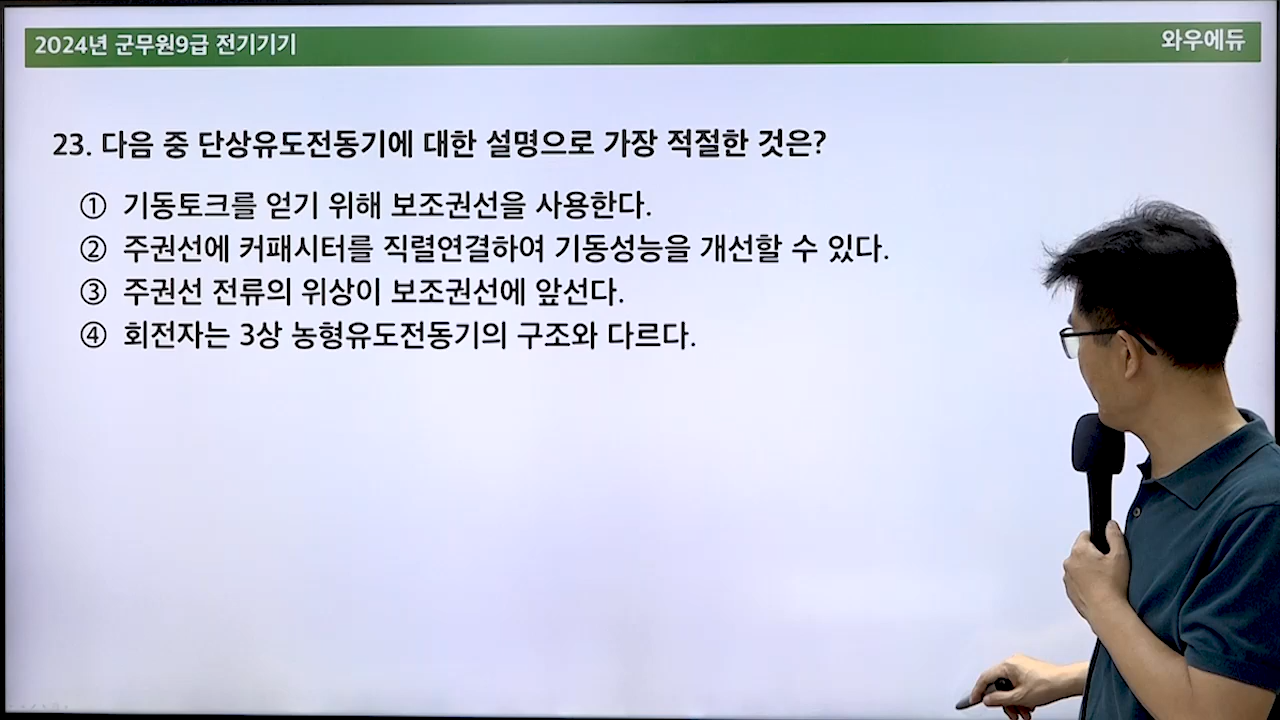 2024년 군무원9급 전기기기
와우에듀
23. 다음 중 단상유도전동기에 대한 설명으로 가장 적절한 것은?
① 기동토크를 얻기 위해 보조권선을 사용한다.
② 주권선에 커패시터를 직렬연결하여 기동성능을 개선할 수 있다.
③ 주권선 전류의 위상이 보조권선에 앞선다.
④ 회전자는 3상 농형유도전동기의 구조와 다르다.